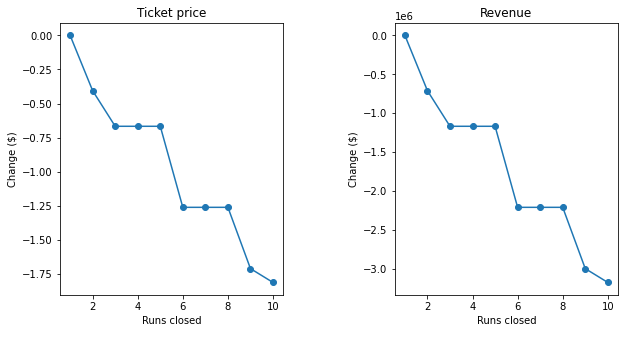 Ticket price
0.00
−0.25
−0.50
−0.75
−1.00
−1.25
−1.50
−1.75
Change ($)
2 4 6 8 10
Runs closed
Revenue
1e6
0.0
−0.5
−1.0
−1.5
−2.0
−2.5
−3.0
Change ($)
2 4 6 8 10
Runs closed